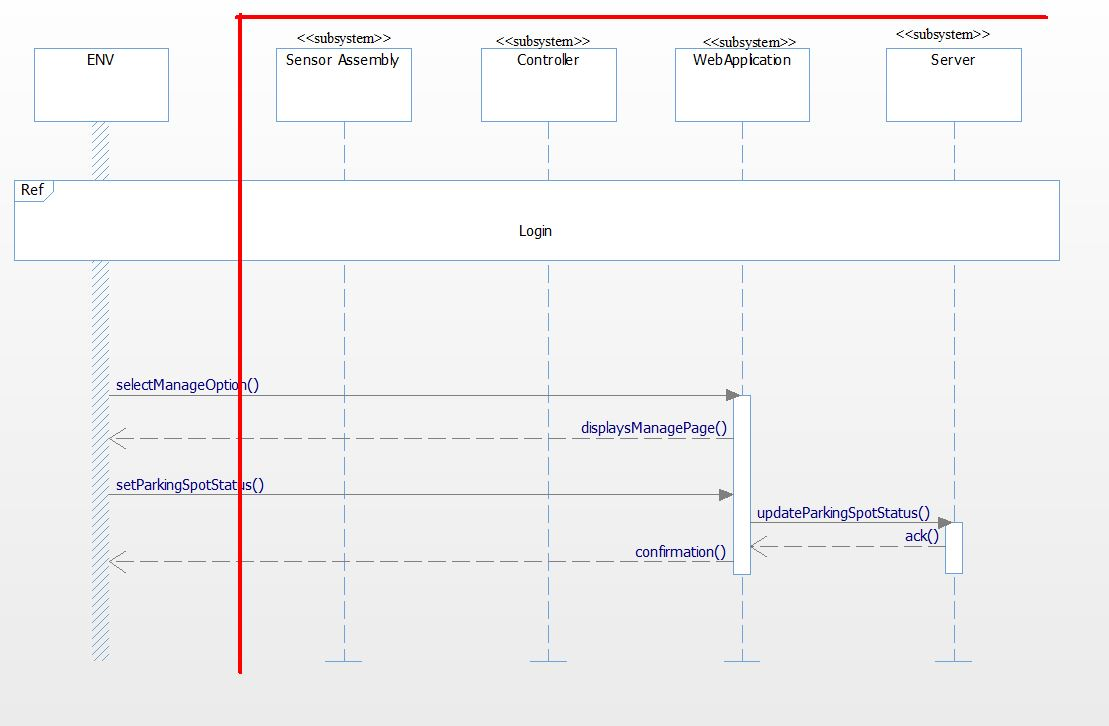 <<subsystem>>
<<subsystem>>
<<subsystem>>
<<subsystem>>
ENV
Sensor Assembly
Controller
WebApplication
Server
Ref
Login
selectManageOption()
displaysManagePage()
setParkingSpotStatus()
updateParkingSpotStatus()
ack()
confirmation()